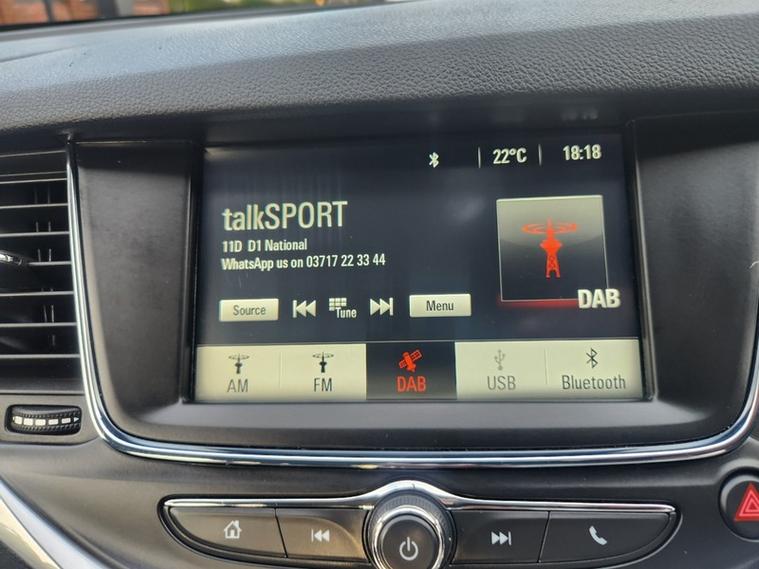 22°C 18:18
talkSPORT
11D D1 National
WhatsApp us on 03717 22 33 44
Source Tune Menu
DAB
AM FM DAB USB Bluetooth